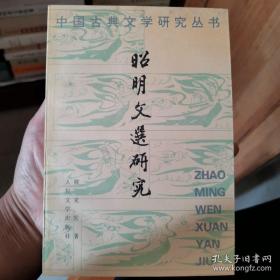 中国古典文学研究丛书
昭明文選研究
ZHAO
MING
WEN
XUAN
YAN
JIU
著
人民文学出版社
孔夫子旧书网